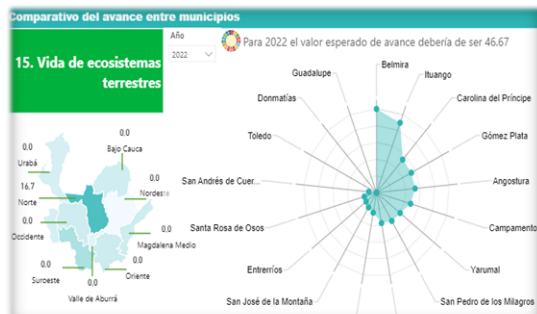 Comparativo del avance entre municipios
15. Vida de ecosistemas
terrestres
Año
2022
Para 2022 el valor esperado de avance debería de ser 46.67
0.0
Bajo Cauca
0.0
Urabá
16.7
Norte
0.0
Nordeste
0.0
Occidente
0.0
Magdalena Medio
0.0
Suroeste
0.0
Valle de Aburrá
0.0
Oriente
Belmira
Ituango
Carolina del Príncipe
Gómez Plata
Angostura
Campamento
Yarumal
San Pedro de los Milagros
San José de la Montaña
Entrerríos
Santa Rosa de Osos
San Andrés de Cuer...
Toledo
Donmatías
Guadalupe